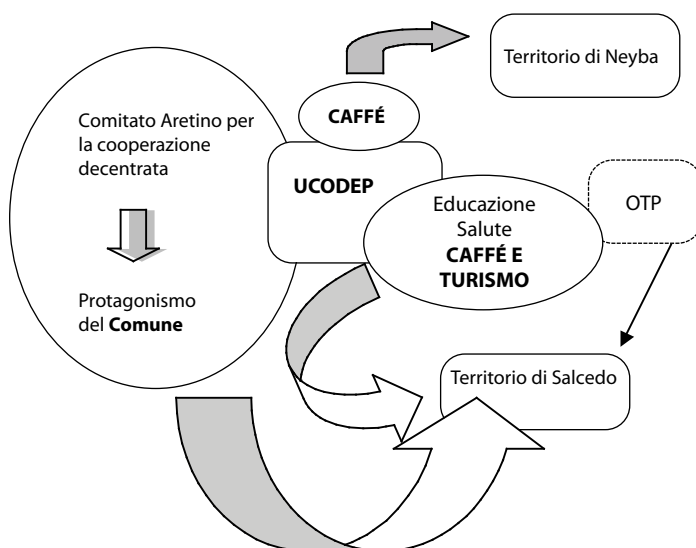 Comitato Aretino per
la cooperazione
decentrata
Protagonismo
del Comune
CAFFÉ
UCODEP
Educazione
Salute
CAFFÉ E
TURISMO
Territorio di Neyba
OTP
Territorio di Salcedo